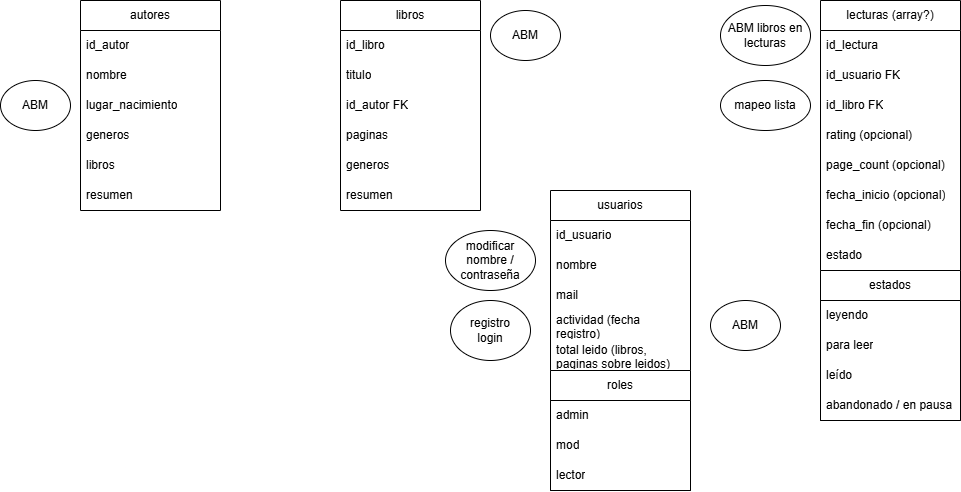 autores
id_autor
nombre
lugar_nacimiento
generos
libros
resumen
ABM
libros
id_libro
titulo
id_autor FK
paginas
generos
resumen
ABM
usuarios
id_usuario
nombre
mail
actividad (fecha
registro)
total leido (libros,
paginas sobre leidos)
roles
admin
mod
lector
modificar
nombre /
contraseña
registro
login
ABM
ABM libros en
lecturas
mapeo lista
lecturas (array?)
id_lectura
id_usuario FK
id_libro FK
rating (opcional)
page_count (opcional)
fecha_inicio (opcional)
fecha_fin (opcional)
estado
estados
leyendo
para leer
leído
abandonado / en pausa